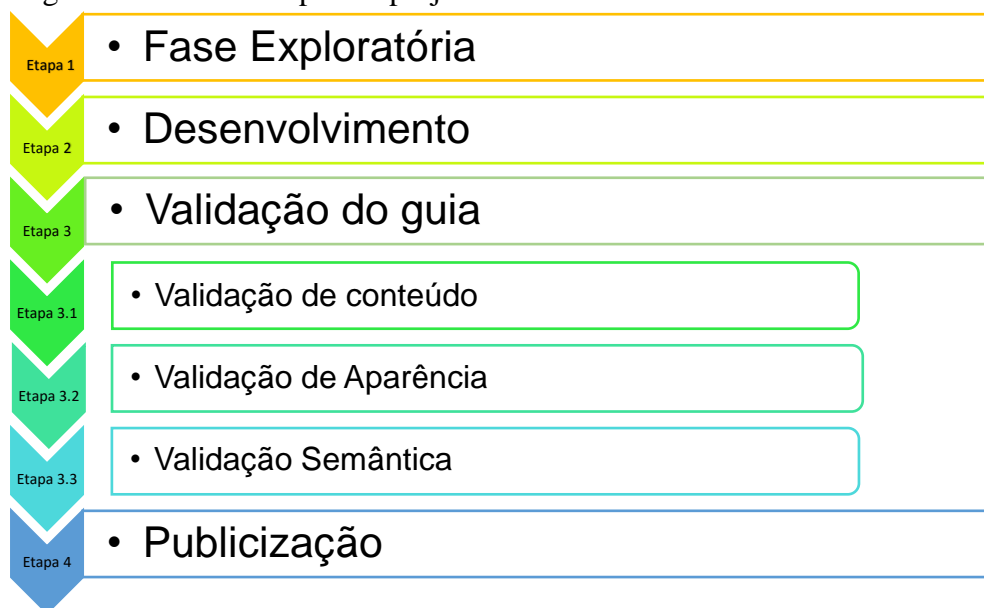 Etapa 1
• Fase Exploratória
Etapa 2
• Desenvolvimento
Etapa 3
• Validação do guia
Etapa 3.1
• Validação de conteúdo
Etapa 3.2
• Validação de Aparência
Etapa 3.3
• Validação Semântica
Etapa 4
• Publicização